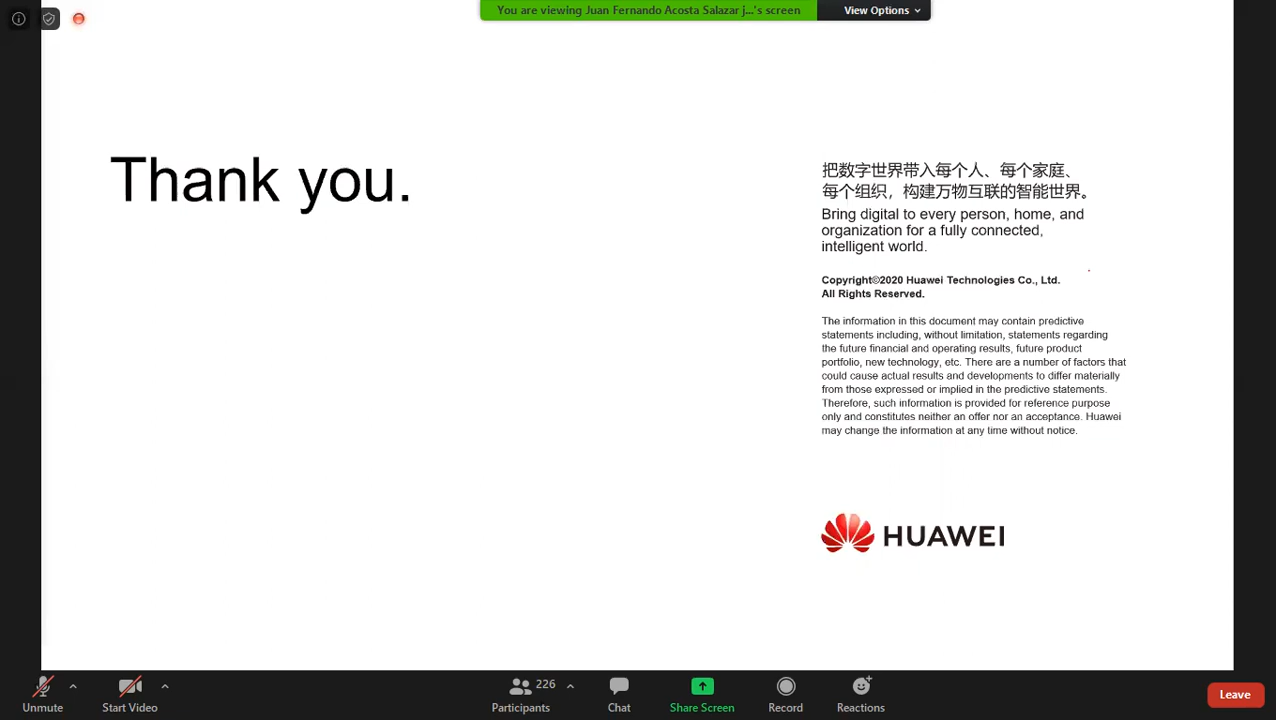 You are viewing Juan Fernando Acosta Salazar j...'s screen
View Options
Thank you.
把数字世界带入每个人、每个家庭、
每个组织，构建万物互联的智能世界。
Bring digital to every person, home, and
organization for a fully connected,
intelligent world.
Copyright©2020 Huawei Technologies Co., Ltd.
All Rights Reserved.
The information in this document may contain predictive
statements including, without limitation, statements regarding
the future financial and operating results, future product
portfolio, new technology, etc. There are a number of factors that
could cause actual results and developments to differ materially
from those expressed or implied in the predictive statements.
Therefore, such information is provided for reference purpose
only and constitutes neither an offer nor an acceptance. Huawei
may change the information at any time without notice.
HUAWEI
Unmute
Start Video
226
Participants
Chat
Share Screen
Record
Reactions
Leave